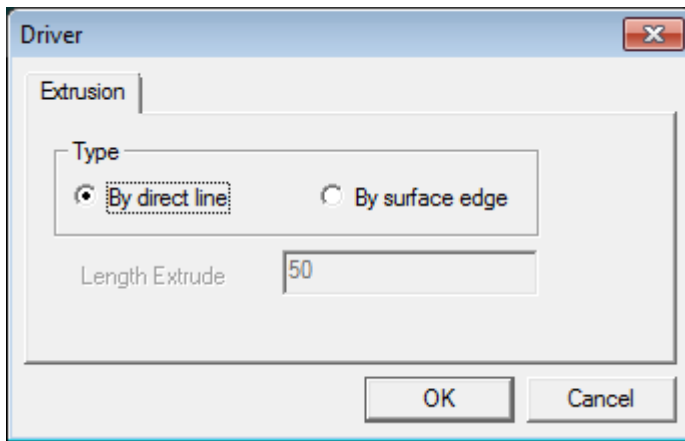 Driver
Extrusion
Type
By direct line
By surface edge
Length Extrude
50
OK
Cancel